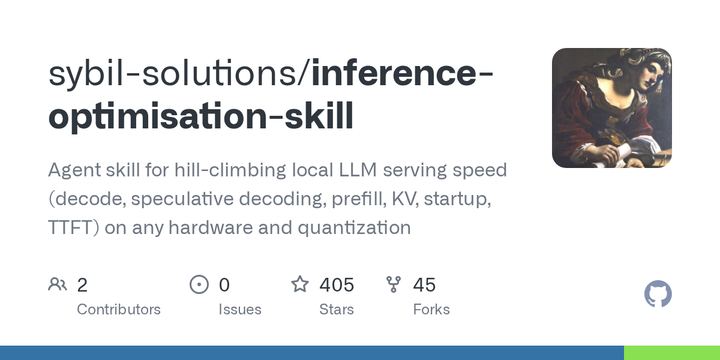 sybil-solutions/inference-
optimisation-skill
Agent skill for hill-climbing local LLM serving speed
(decode, speculative decoding, prefill, KV, startup,
TTFT) on any hardware and quantization
2 0 405 45
Contributors Issues Stars Forks